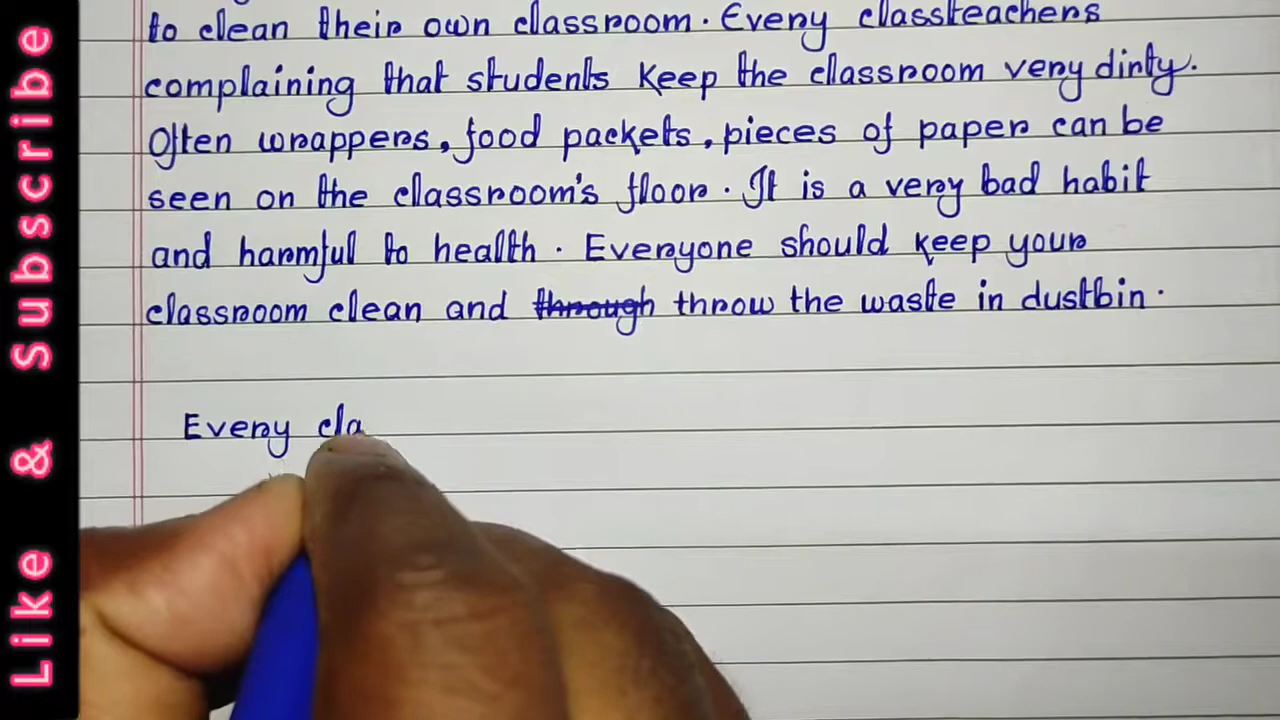 to clean their own classroom. Every classteachers
complaining that students keep the classroom very dirty.
Often wrappers, food packets, pieces of paper can be
seen on the classroom's floor. It is a very bad habit
and harmful to health. Everyone should keep your
classroom clean and through throw the waste in dustbin.
Every cla
Like & Subscribe